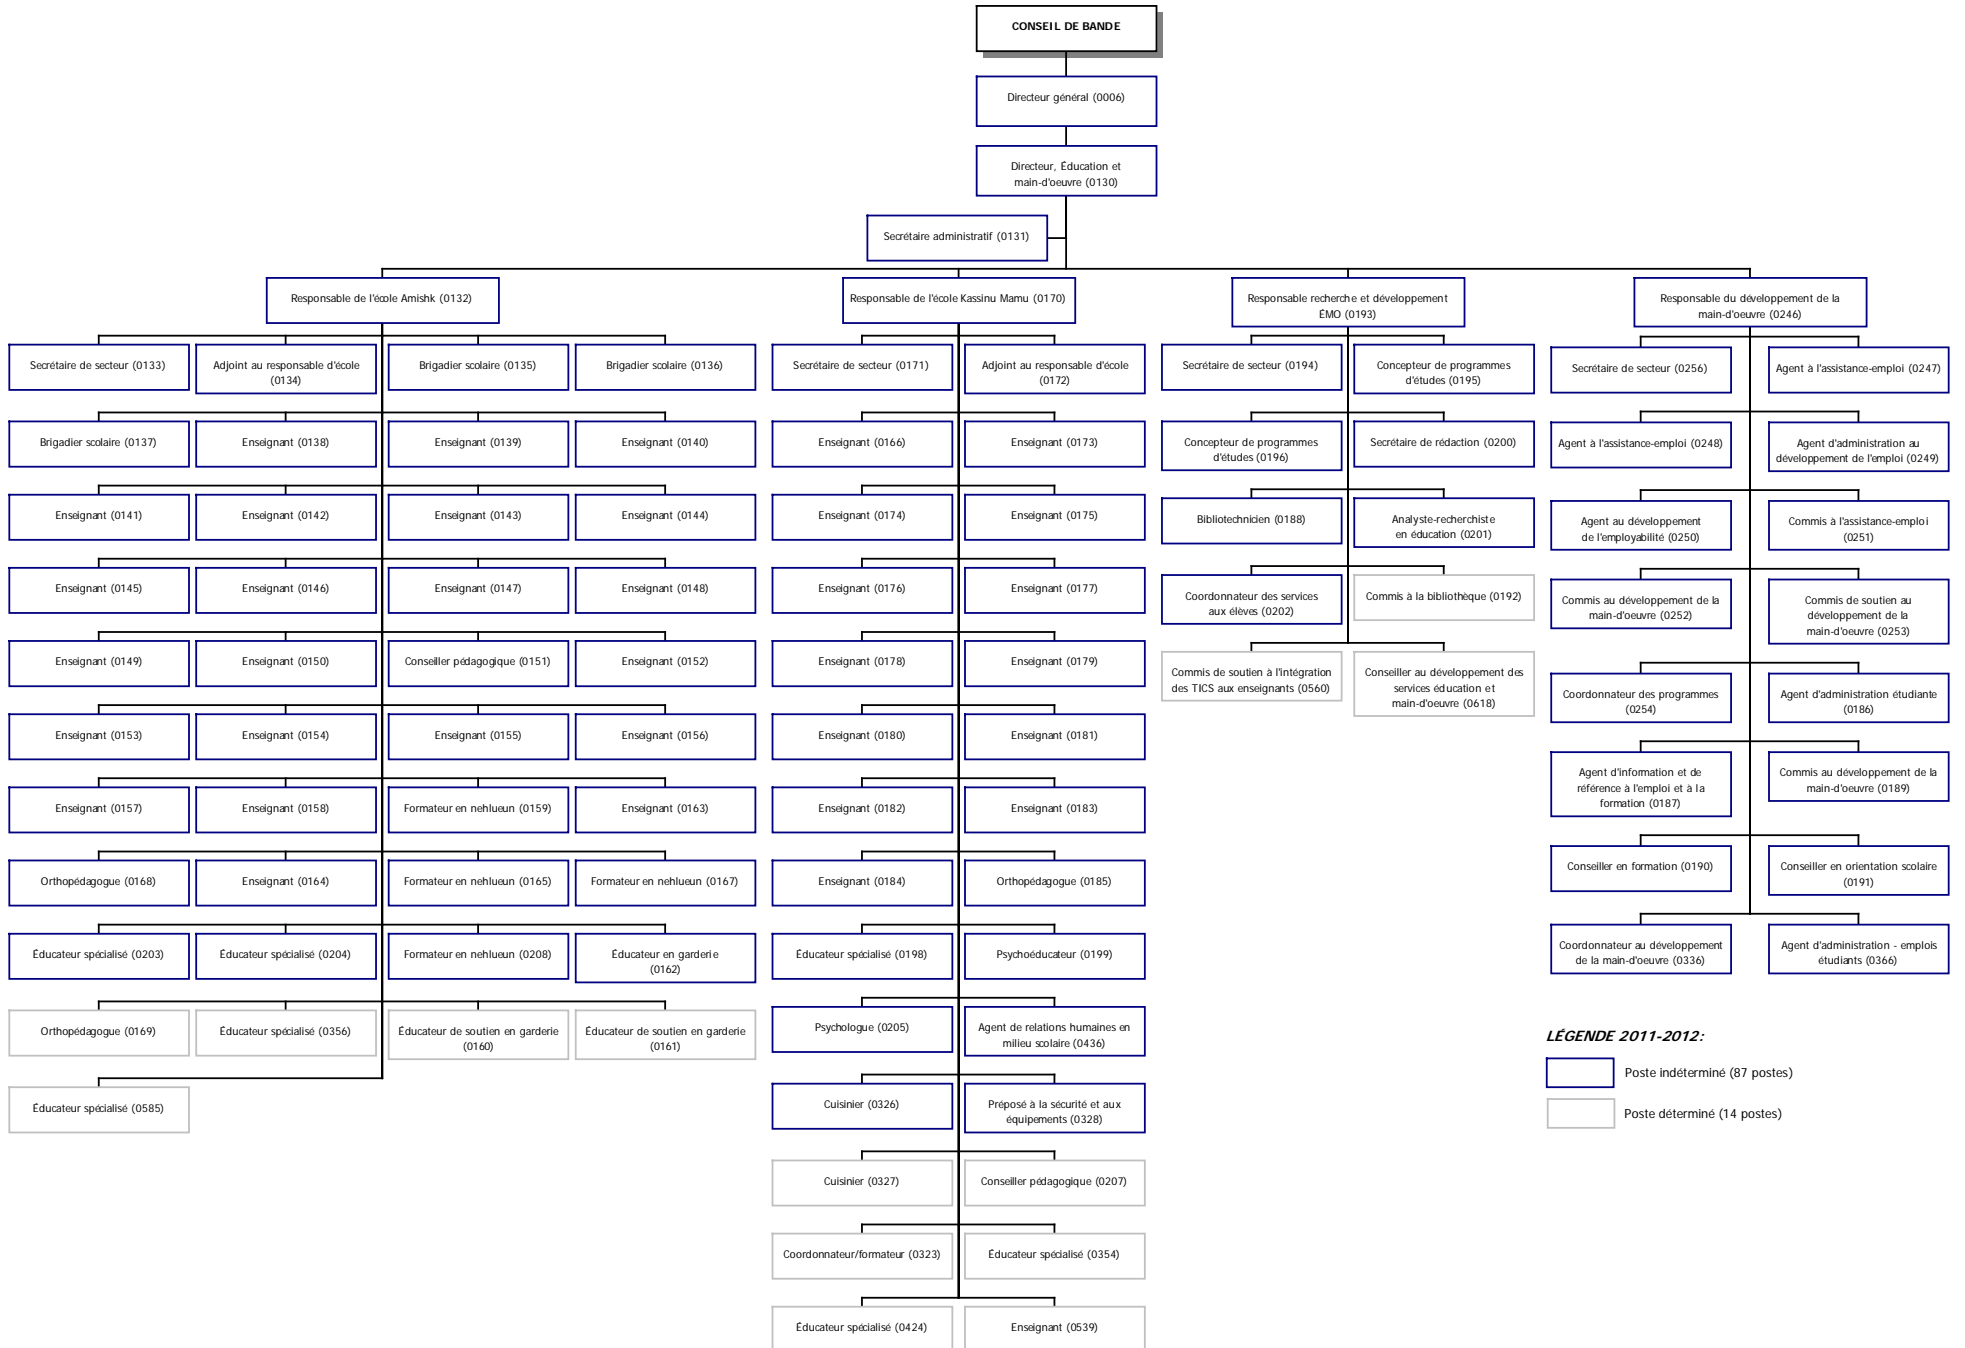 CONSEIL DE BANDE
Directeur général (0006)
Directeur, Éducation et
main-d'oeuvre (0130)
Secrétaire administratif (0131)
Responsable de l'école Amishk (0132)
Responsable de l'école Kassinu Mamu (0170)
Responsable recherche et développement
ÉMO (0193)
Responsable du développement de la
main-d'oeuvre (0246)
Secrétaire de secteur (0133)
Adjoint au responsable d'école
(0134)
Brigadier scolaire (0135)
Brigadier scolaire (0136)
Brigadier scolaire (0137)
Enseignant (0138)
Enseignant (0139)
Enseignant (0140)
Enseignant (0141)
Enseignant (0142)
Enseignant (0143)
Enseignant (0144)
Enseignant (0145)
Enseignant (0146)
Enseignant (0147)
Enseignant (0148)
Enseignant (0149)
Enseignant (0150)
Conseiller pédagogique (0151)
Enseignant (0152)
Enseignant (0153)
Enseignant (0154)
Enseignant (0155)
Enseignant (0156)
Enseignant (0157)
Enseignant (0158)
Formateur en nehlueun (0159)
Enseignant (0163)
Orthopédagogue (0168)
Enseignant (0164)
Formateur en nehlueun (0165)
Formateur en nehlueun (0167)
Éducateur spécialisé (0203)
Éducateur spécialisé (0204)
Formateur en nehlueun (0208)
Éducateur en garderie
(0162)
Orthopédagogue (0169)
Éducateur spécialisé (0356)
Éducateur de soutien en garderie
(0160)
Éducateur de soutien en garderie
(0161)
Éducateur spécialisé (0585)
Secrétaire de secteur (0171)
Adjoint au responsable d'école
(0172)
Enseignant (0166)
Enseignant (0173)
Enseignant (0174)
Enseignant (0175)
Enseignant (0176)
Enseignant (0177)
Enseignant (0178)
Enseignant (0179)
Enseignant (0180)
Enseignant (0181)
Enseignant (0182)
Enseignant (0183)
Enseignant (0184)
Orthopédagogue (0185)
Éducateur spécialisé (0198)
Psychoéducateur (0199)
Psychologue (0205)
Agent de relations humaines en
milieu scolaire (0436)
Cuisinier (0326)
Préposé à la sécurité et aux
équipements (0328)
Cuisinier (0327)
Conseiller pédagogique (0207)
Coordonnateur/formateur (0323)
Éducateur spécialisé (0354)
Éducateur spécialisé (0424)
Enseignant (0539)
Secrétaire de secteur (0194)
Concepteur de programmes
d'études (0195)
Concepteur de programmes
d'études (0196)
Secrétaire de rédaction (0200)
Bibliotechnicien (0188)
Analyste-recherchiste
en éducation (0201)
Coordonnateur des services
aux élèves (0202)
Commis à la bibliothèque (0192)
Commis de soutien à l'intégration
des TICS aux enseignants (0560)
Conseiller au développement des
services éducation et
main-d'oeuvre (0618)
Secrétaire de secteur (0256)
Agent à l'assistance-emploi (0247)
Agent à l'assistance-emploi (0248)
Agent d'administration au
développement de l'emploi (0249)
Agent au développement
de l'employabilité (0250)
Commis à l'assistance-emploi
(0251)
Commis au développement de la
main-d'oeuvre (0252)
Commis de soutien au
développement de la
main-d'oeuvre (0253)
Coordonnateur des programmes
(0254)
Agent d'administration étudiante
(0186)
Agent d'information et de
référence à l'emploi et à la
formation (0187)
Commis au développement de la
main-d'oeuvre (0189)
Conseiller en formation (0190)
Conseiller en orientation scolaire
(0191)
Coordonnateur au développement
de la main-d'oeuvre (0336)
Agent d'administration - emplois
étudiants (0366)
LÉGENDE 2011-2012:
Poste indéterminé (87 postes)
Poste déterminé (14 postes)